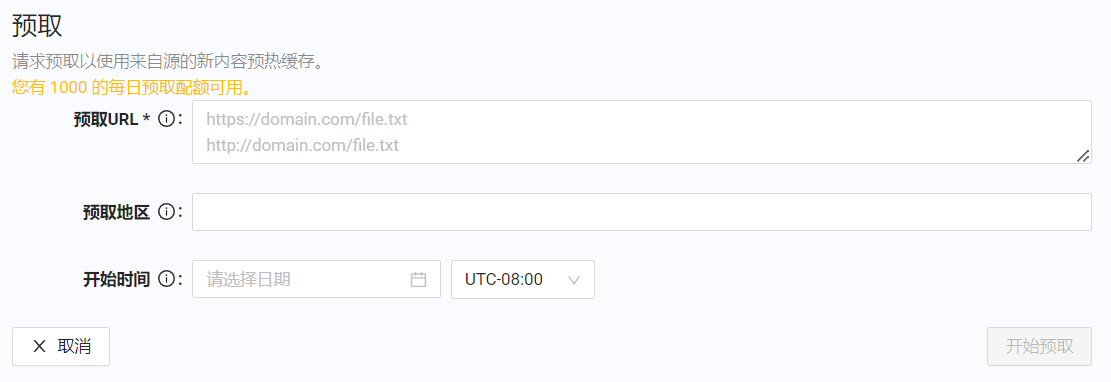 预取
请求预取以使用来自源的新内容预热缓存。
您有 1000 的每日预取配额可用。
预取URL * ⓘ:
https://domain.com/file.txt
http://domain.com/file.txt
预取地区 ⓘ:
开始时间 ⓘ: 请选择日期 UTC-08:00
取消 开始预取